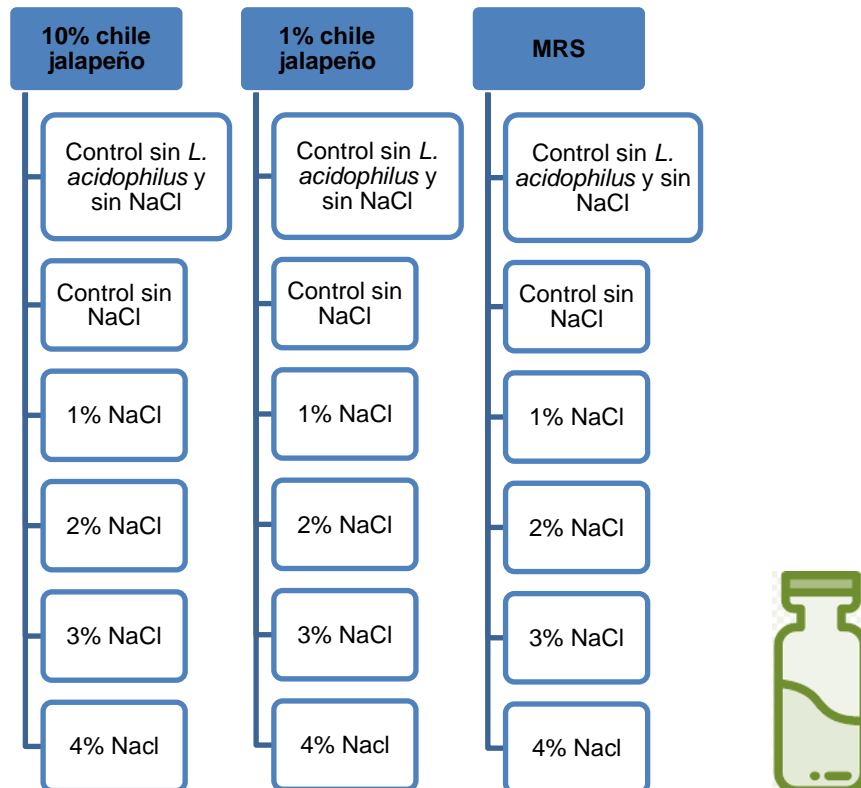 10% chile
jalapeño
Control sin L.
acidophilus y
sin NaCl
Control sin
NaCl
1% NaCl
2% NaCl
3% NaCl
4% Nacl
1% chile
jalapeño
Control sin L.
acidophilus y
sin NaCl
Control sin
NaCl
1% NaCl
2% NaCl
3% NaCl
4% Nacl
MRS
Control sin L.
acidophilus y sin
NaCl
Control sin
NaCl
1% NaCl
2% NaCl
3% NaCl
4% Nacl